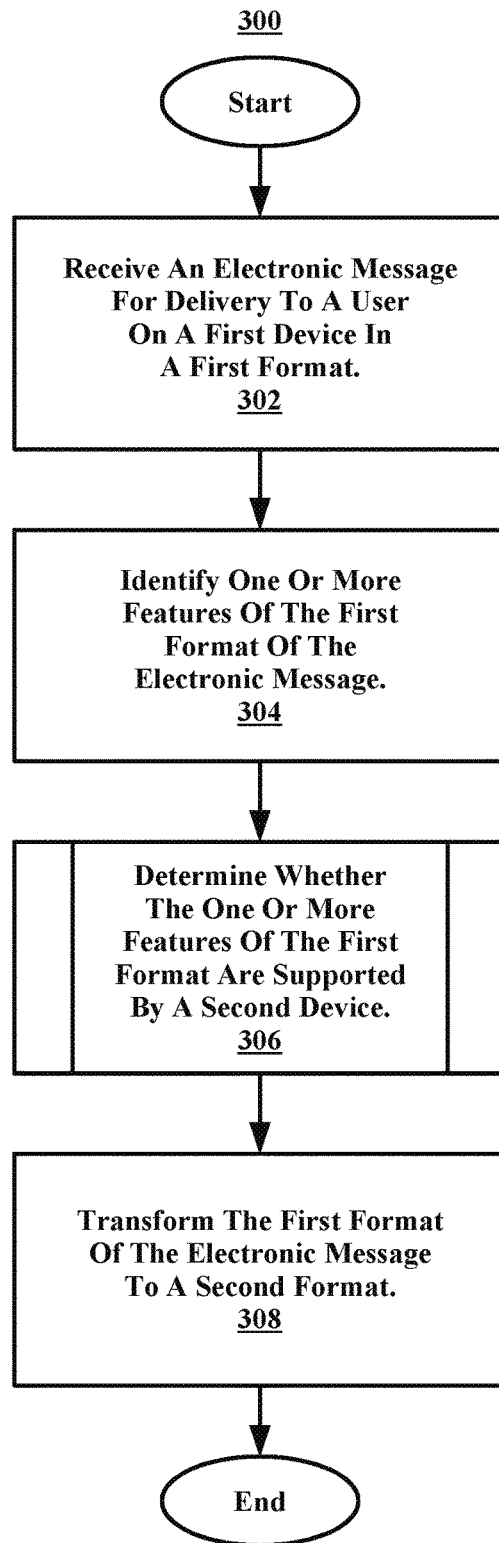 300
Start
Receive An Electronic Message
For Delivery To A User
On A First Device In
A First Format.
302
Identify One Or More
Features Of The First
Format Of The
Electronic Message.
304
Determine Whether
The One Or More
Features Of The First
Format Are Supported
By A Second Device.
306
Transform The First Format
Of The Electronic Message
To A Second Format.
308
End